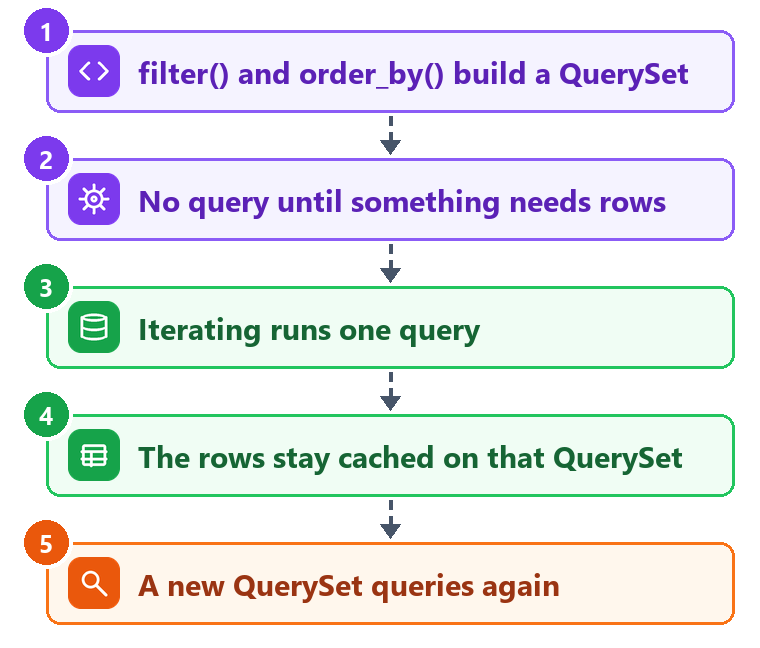 1
filter() and order_by() build a QuerySet
2
No query until something needs rows
3
Iterating runs one query
4
The rows stay cached on that QuerySet
5
A new QuerySet queries again